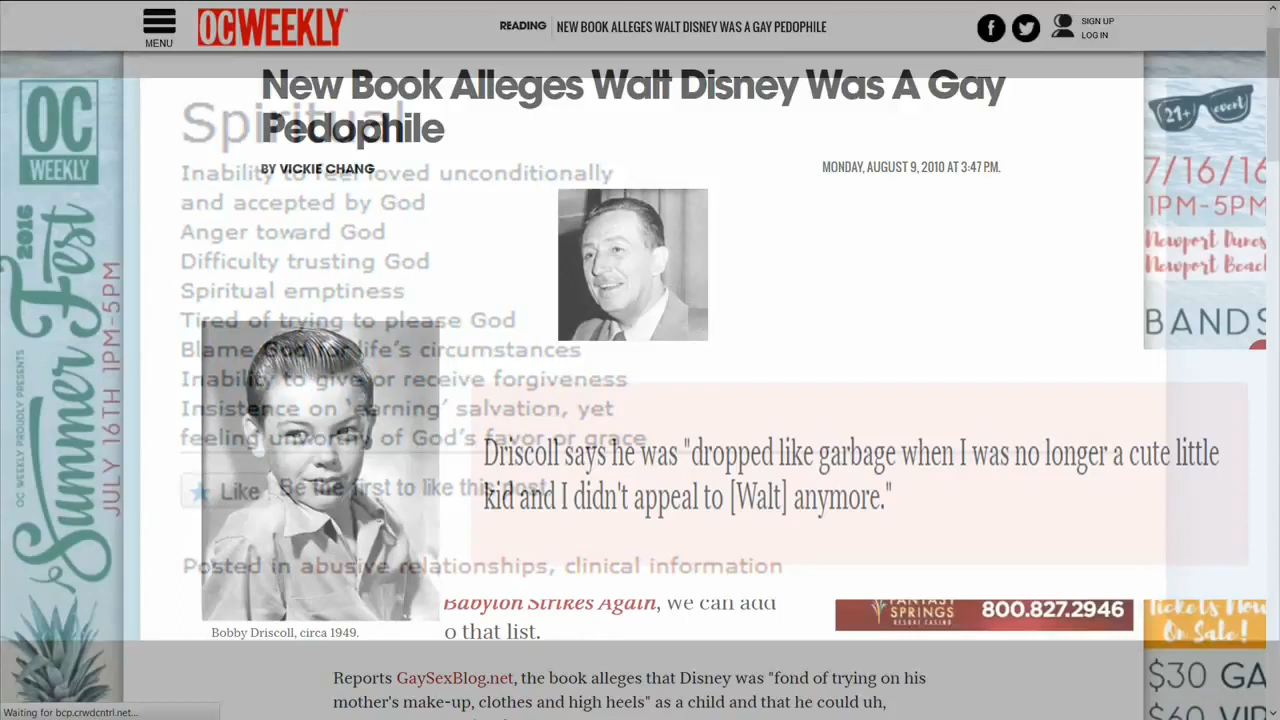 MENU
OC WEEKLY
READING
NEW BOOK ALLEGES WALT DISNEY WAS A GAY PEDOPHILE
SIGN UP
LOG IN
New Book Alleges Walt Disney Was A Gay
Pedophile
BY VICKIE CHANG
MONDAY, AUGUST 9, 2010 AT 3:47 P.M.
Spiritual
Inability to feel loved unconditionally
and accepted by God
Anger toward God
Difficulty trusting God
Spiritual emptiness
Tired of trying to please God
Blame God for life's circumstances
Inability to give or receive forgiveness
Insistence on 'earning' salvation, yet
feeling unworthy of God's favor or grace
Like
Be the first to like this post.
Posted in abusive relationships, clinical information
Driscoll says he was "dropped like garbage when I was no longer a cute little
kid and I didn't appeal to [Walt] anymore."
Babylon Strikes Again, we can add
o that list.
Bobby Driscoll, circa 1949.
Reports GaySexBlog.net, the book alleges that Disney was "fond of trying on his
mother's make-up, clothes and high heels" as a child and that he could uh,
OC
WEEKLY
OC WEEKLY PROUDLY PRESENTS
2016
Summer Fest
JULY 16TH 1PM-5PM
21+ event
7/16/16
1PM-5PM
Newport Dunes
Newport Beach
BANDS
FANTASY
SPRINGS
RESORT CASINO
800.827.2946
Tickets Now
On Sale!
$30 GA
$60 VIP
Waiting for bcp.crwdcntrl.net...